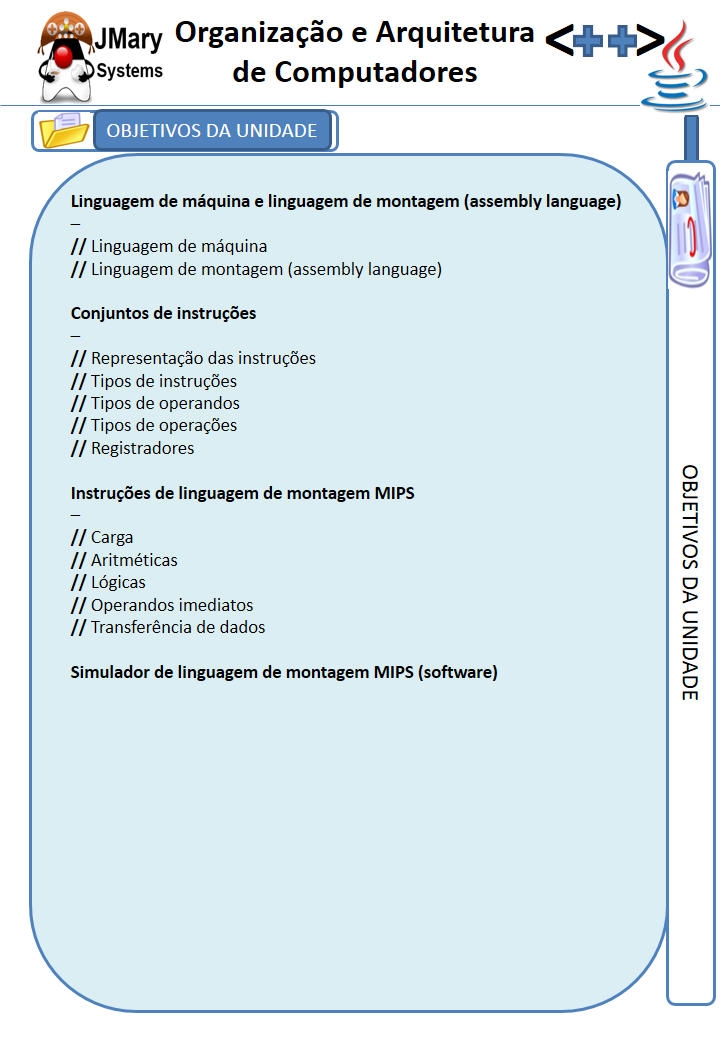 JMary
Systems
Organização e Arquitetura
de Computadores
<++>
OBJETIVOS DA UNIDADE
Linguagem de máquina e linguagem de montagem (assembly language)
–
// Linguagem de máquina
// Linguagem de montagem (assembly language)
Conjuntos de instruções
–
// Representação das instruções
// Tipos de instruções
// Tipos de operandos
// Tipos de operações
// Registradores
Instruções de linguagem de montagem MIPS
–
// Carga
// Aritméticas
// Lógicas
// Operandos imediatos
// Transferência de dados
Simulador de linguagem de montagem MIPS (software)
OBJETIVOS DA UNIDADE